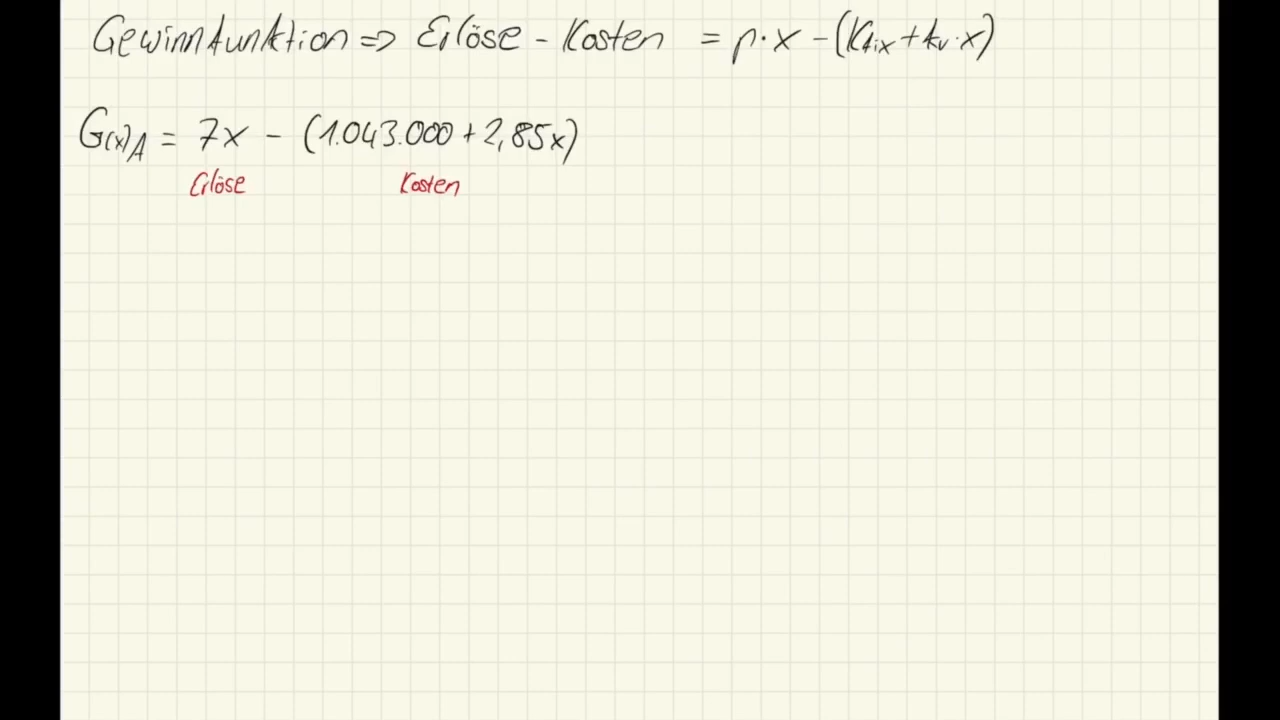 Gewinnfunktion => Erlöse - Kosten = p·x - (Kfix + kv·x)
G(x)A = 7x - (1.043.000 + 2,85x)
Erlöse Kosten